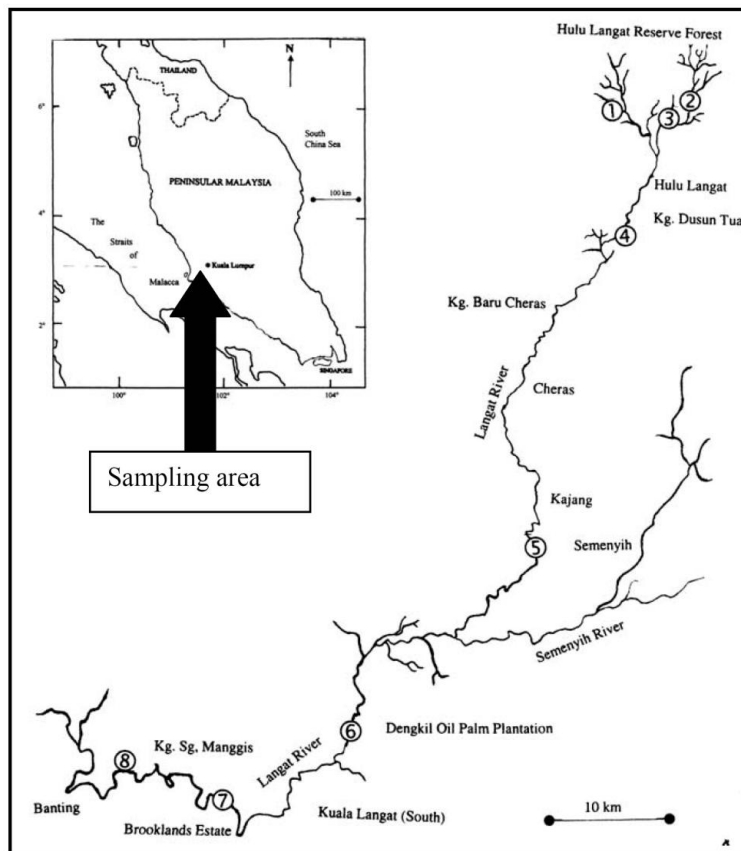 Hulu Langat Reserve Forest
N
THAILAND
6°
South
China Sea
PENINSULAR MALAYSIA
100 km
4°
The
Straits
of
Malacca
Kuala Lumpur
2°
SINGAPORE
100°
102°
104°
Sampling area
1
2
3
Hulu Langat
Kg. Dusun Tua
4
Kg. Baru Cheras
Langat River
Cheras
Kajang
5
Semenyih
Semenyih River
6
Dengkil Oil Palm Plantation
Langat River
Kg. Sg, Manggis
8
7
Banting
Brooklands Estate
Kuala Langat (South)
10 km